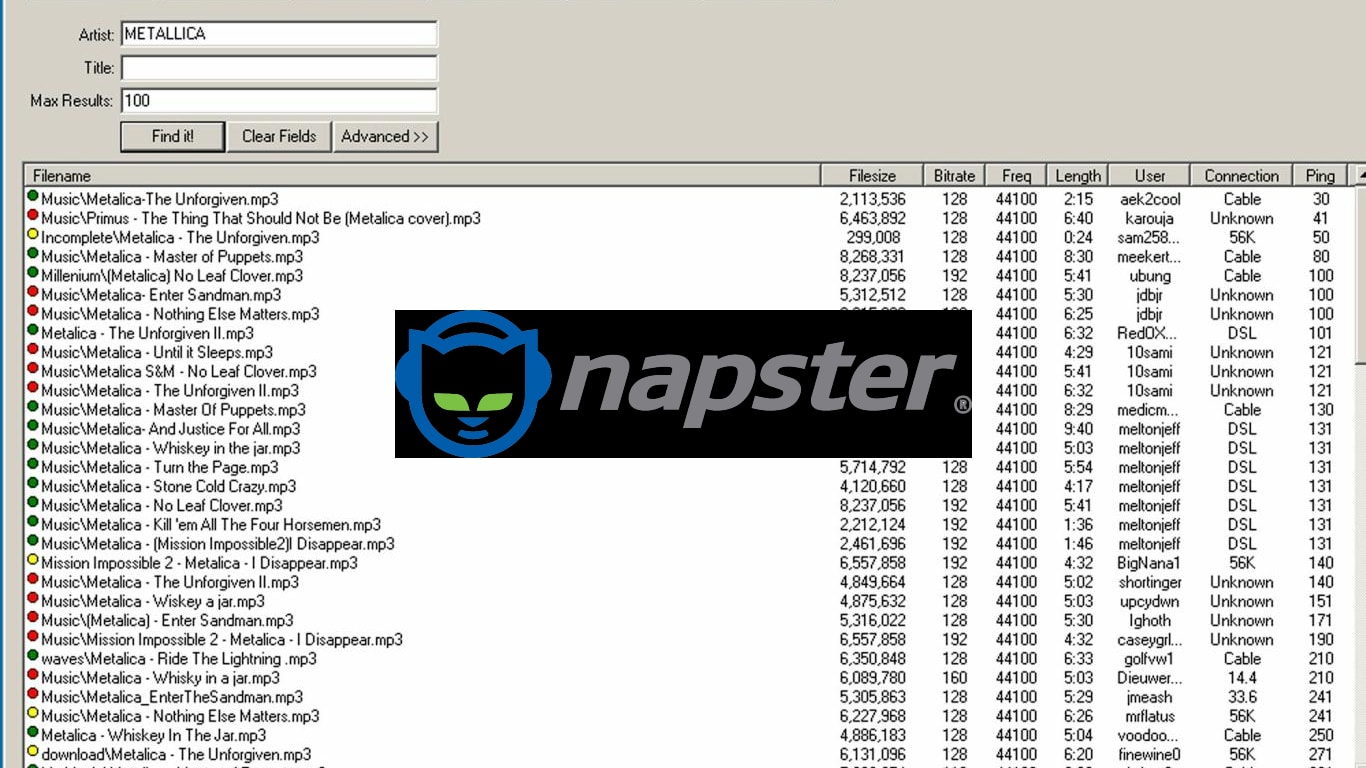 Artist: METALLICA
Title:
Max Results: 100
Find it! Clear Fields Advanced >>
Filename Filesize Bitrate Freq Length User Connection Ping
Music\Metalica-The Unforgiven.mp3 2,113,536 128 44100 2:15 aek2cool Cable 30
Music\Primus - The Thing That Should Not Be (Metalica cover).mp3 6,463,892 128 44100 6:40 karouja Unknown 41
Incomplete\Metalica - The Unforgiven.mp3 299,008 128 44100 0:24 sam258... 56K 50
Music\Metalica - Master of Puppets.mp3 8,268,331 128 44100 8:30 meekert... Cable 80
Millenium\(Metalica) No Leaf Clover.mp3 8,237,056 192 44100 5:41 ubung Cable 100
Music\Metalica- Enter Sandman.mp3 5,312,512 128 44100 5:30 jdbjr Unknown 100
Music\Metalica - Nothing Else Matters.mp3 44100 6:25 jdbjr Unknown 100
Metalica - The Unforgiven II.mp3 44100 6:32 RedOX... DSL 101
Music\Metalica - Until it Sleeps.mp3 44100 4:29 10sami Unknown 121
Music\Metalica S&M - No Leaf Clover.mp3 44100 5:41 10sami Unknown 121
napster®
Music\Metalica - The Unforgiven II.mp3 44100 6:32 10sami Unknown 121
Music\Metalica - Master Of Puppets.mp3 44100 8:29 medicm... Cable 130
Music\Metalica- And Justice For All.mp3 44100 9:40 meltonjeff DSL 131
Music\Metalica - Whiskey in the jar.mp3 44100 5:03 meltonjeff DSL 131
Music\Metalica - Turn the Page.mp3 5,714,792 128 44100 5:54 meltonjeff DSL 131
Music\Metalica - Stone Cold Crazy.mp3 4,120,660 128 44100 4:17 meltonjeff DSL 131
Music\Metalica - No Leaf Clover.mp3 8,237,056 192 44100 5:41 meltonjeff DSL 131
Music\Metalica - Kill 'em All The Four Horsemen.mp3 2,212,124 192 44100 1:36 meltonjeff DSL 131
Music\Metalica - (Mission Impossible2)I Disappear.mp3 2,461,696 192 44100 1:46 meltonjeff DSL 131
Mission Impossible 2 - Metalica - I Disappear.mp3 6,557,858 192 44100 4:32 BigNana1 56K 140
Music\Metalica - The Unforgiven II.mp3 4,849,664 128 44100 5:02 shortinger Unknown 140
Music\Metalica - Wiskey a jar.mp3 4,875,632 128 44100 5:03 upcydwn Unknown 151
Music\(Metalica) - Enter Sandman.mp3 5,316,022 128 44100 5:30 Ighoth Unknown 171
Music\Mission Impossible 2 - Metalica - I Disappear.mp3 6,557,858 192 44100 4:32 caseygrl... Unknown 190
waves\Metalica - Ride The Lightning .mp3 6,350,848 128 44100 6:33 golfvw1 Cable 210
Music\Metalica - Whisky in a jar.mp3 6,089,780 160 44100 5:03 Dieuwer... 14.4 210
Music\Metalica_EnterTheSandman.mp3 5,305,863 128 44100 5:29 jmeash 33.6 241
Music\Metalica - Nothing Else Matters.mp3 6,227,968 128 44100 6:26 mrflatus 56K 241
Metalica - Whiskey In The Jar.mp3 4,886,183 128 44100 5:04 voodoo... Cable 250
download\Metalica - The Unforgiven.mp3 6,131,096 128 44100 6:20 finewine0 56K 271